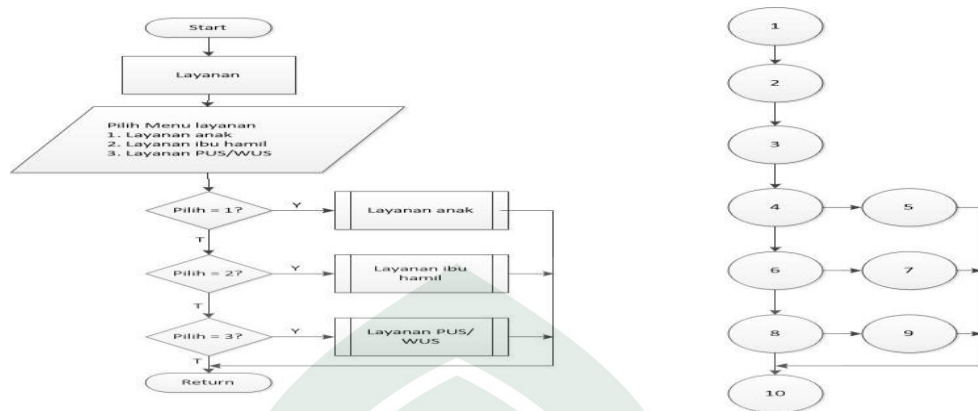 Start
Layanan
Pilih Menu layanan
1. Layanan anak
2. Layanan ibu hamil
3. Layanan PUS/WUS
Pilih = 1?
Y
Layanan anak
T
Pilih = 2?
Y
Layanan ibu
hamil
T
Pilih = 3?
Y
Layanan PUS/
WUS
T
Return
1
2
3
4
5
6
7
8
9
10